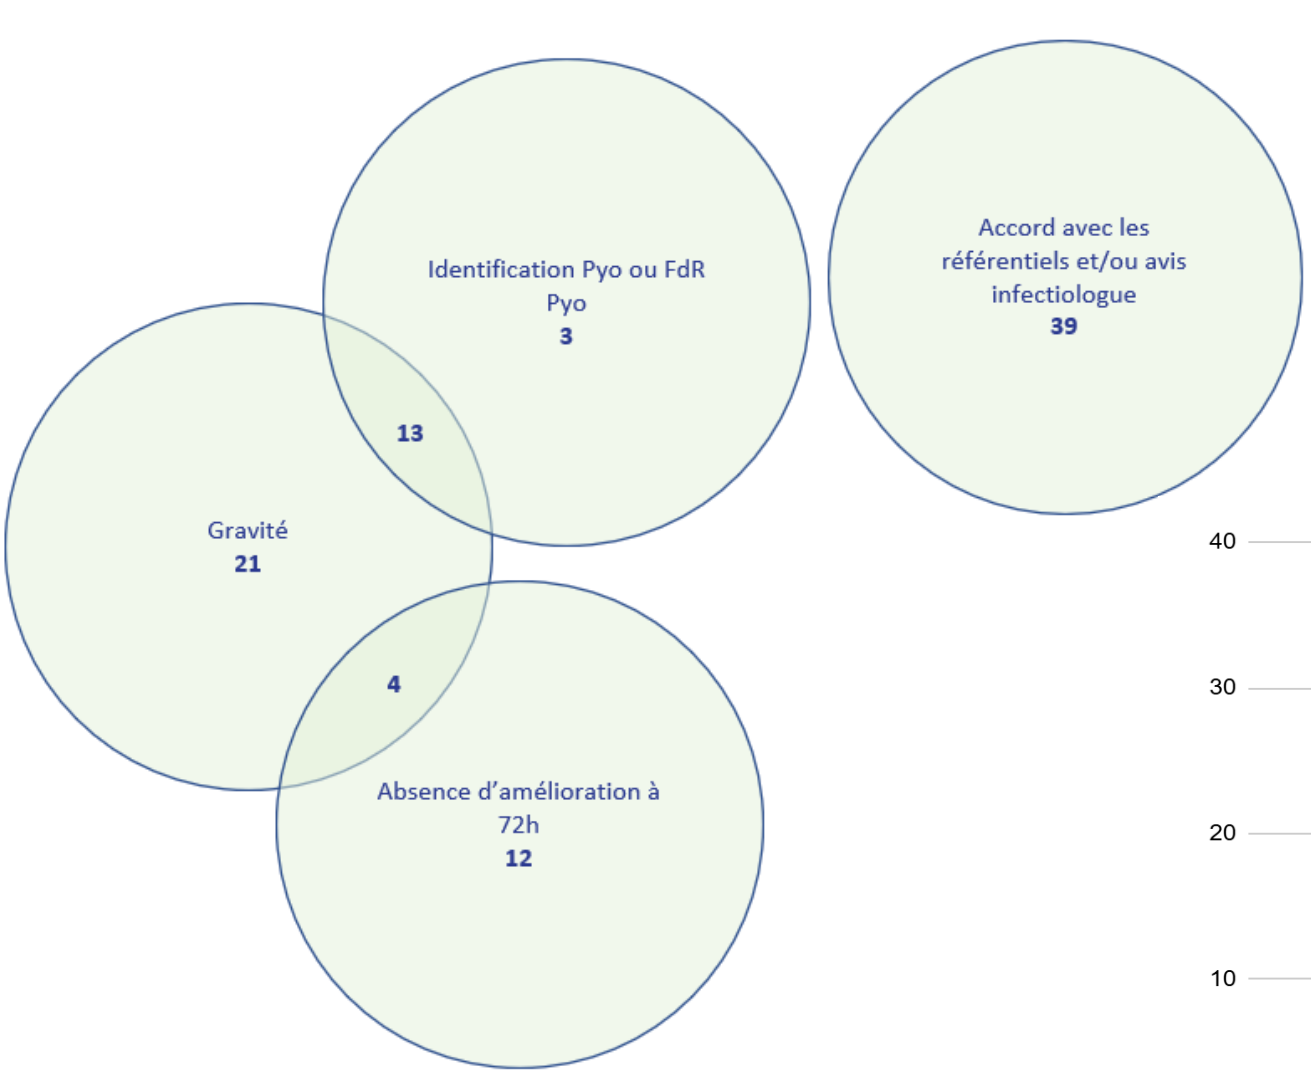 Identification Pyo ou FdR
Pyo
3
Accord avec les
référentiels et/ou avis
infectiologue
39
13
Gravité
21
4
Absence d’amélioration à
72h
12
40
30
20
10